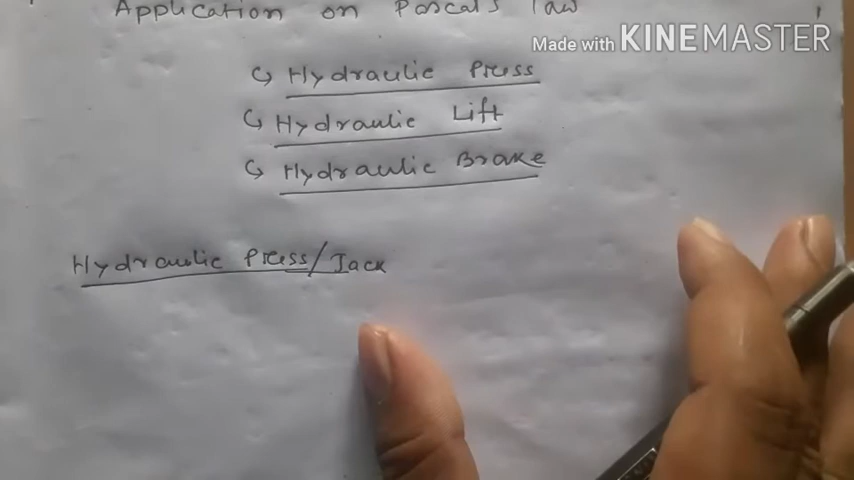 Application on Pascal's law
Made with KINEMASTER
↳ Hydraulic Press
↳ Hydraulic Lift
↳ Hydraulic Brake
Hydraulic Press/Jack